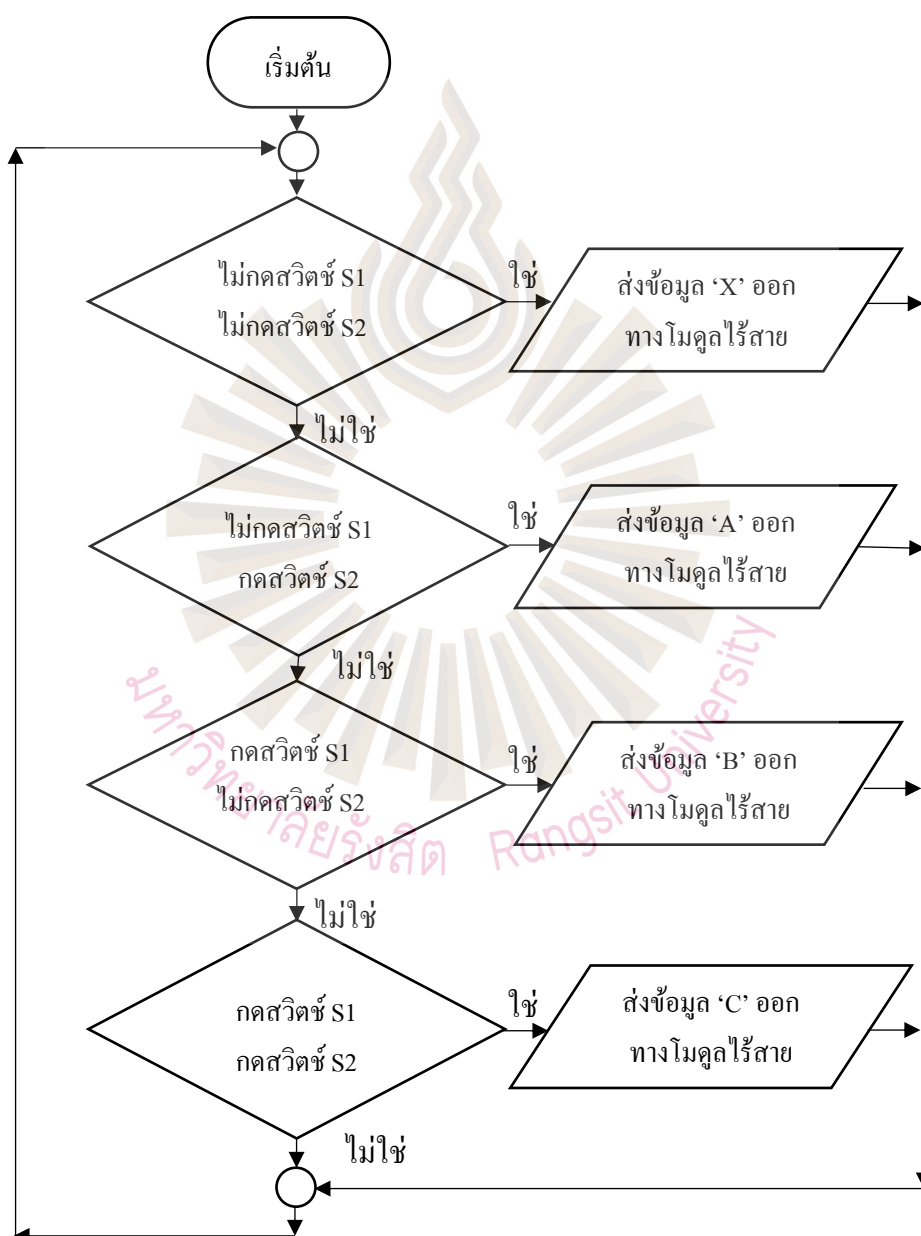 เริ่มต้น
ไม่กดสวิตช์ S1
ไม่กดสวิตช์ S2
ใช่
ส่งข้อมูล ‘X’ ออก
ทางโมดูลไร้สาย
ไม่ใช่
ไม่กดสวิตช์ S1
กดสวิตช์ S2
ใช่
ส่งข้อมูล ‘A’ ออก
ทางโมดูลไร้สาย
ไม่ใช่
กดสวิตช์ S1
ไม่กดสวิตช์ S2
ใช่
ส่งข้อมูล ‘B’ ออก
ทางโมดูลไร้สาย
มหาวิทยาลัยรังสิต Rangsit University
ไม่ใช่
กดสวิตช์ S1
กดสวิตช์ S2
ใช่
ส่งข้อมูล ‘C’ ออก
ทางโมดูลไร้สาย
ไม่ใช่